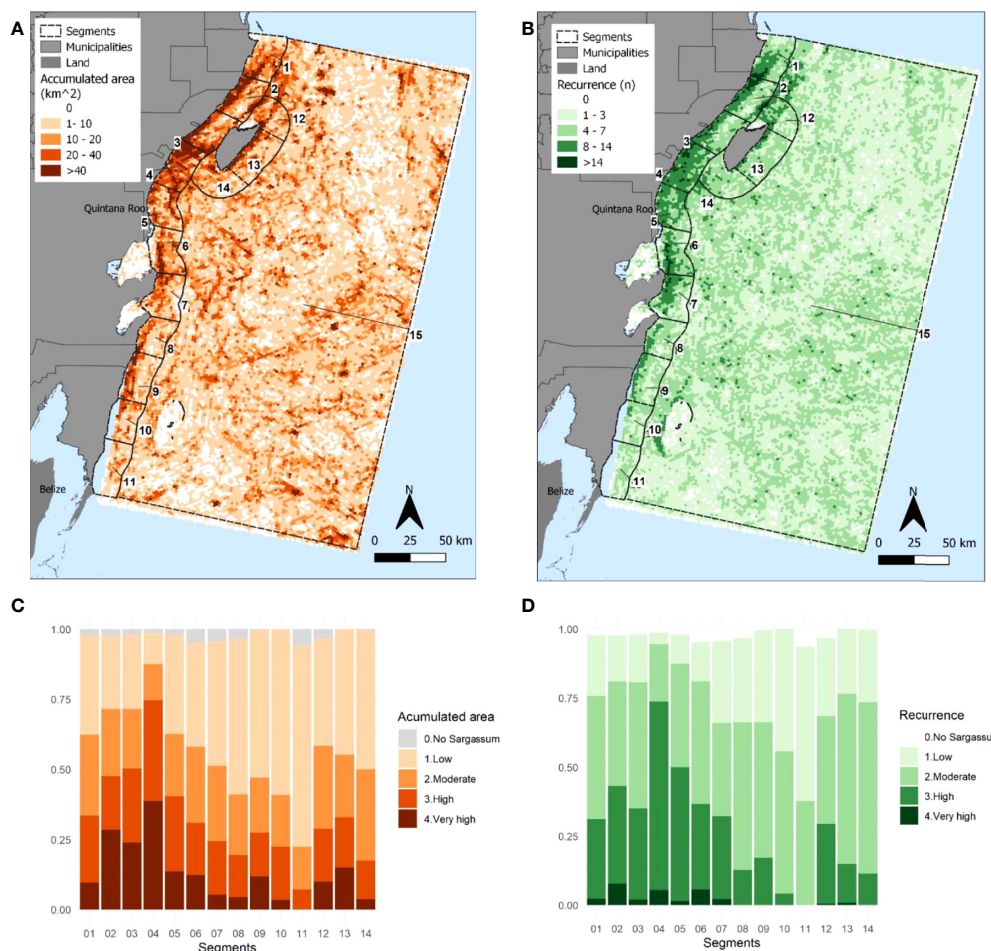 A
Segments
Municipalities
Land
Accumulated area
(km^2)
0
1- 10
10 - 20
20 - 40
>40
1
2
12
3
13
4
14
Quintana Roo
5
6
7
15
8
9
10
11
Belize
N
0 25 50 km
B
Segments
Municipalities
Land
Recurrence (n)
0
1 - 3
4 - 7
8 - 14
>14
1
2
12
3
13
4
14
Quintana Roo
5
6
7
15
8
9
10
11
Belize
N
0 25 50 km
C
1.00
0.75
0.50
0.25
0.00
01 02 03 04 05 06 07 08 09 10 11 12 13 14
Segments
Acumulated area
0.No Sargassum
1.Low
2.Moderate
3.High
4.Very high
D
1.00
0.75
0.50
0.25
0.00
01 02 03 04 05 06 07 08 09 10 11 12 13 14
Segments
Recurrence
0.No Sargassum
1.Low
2.Moderate
3.High
4.Very high